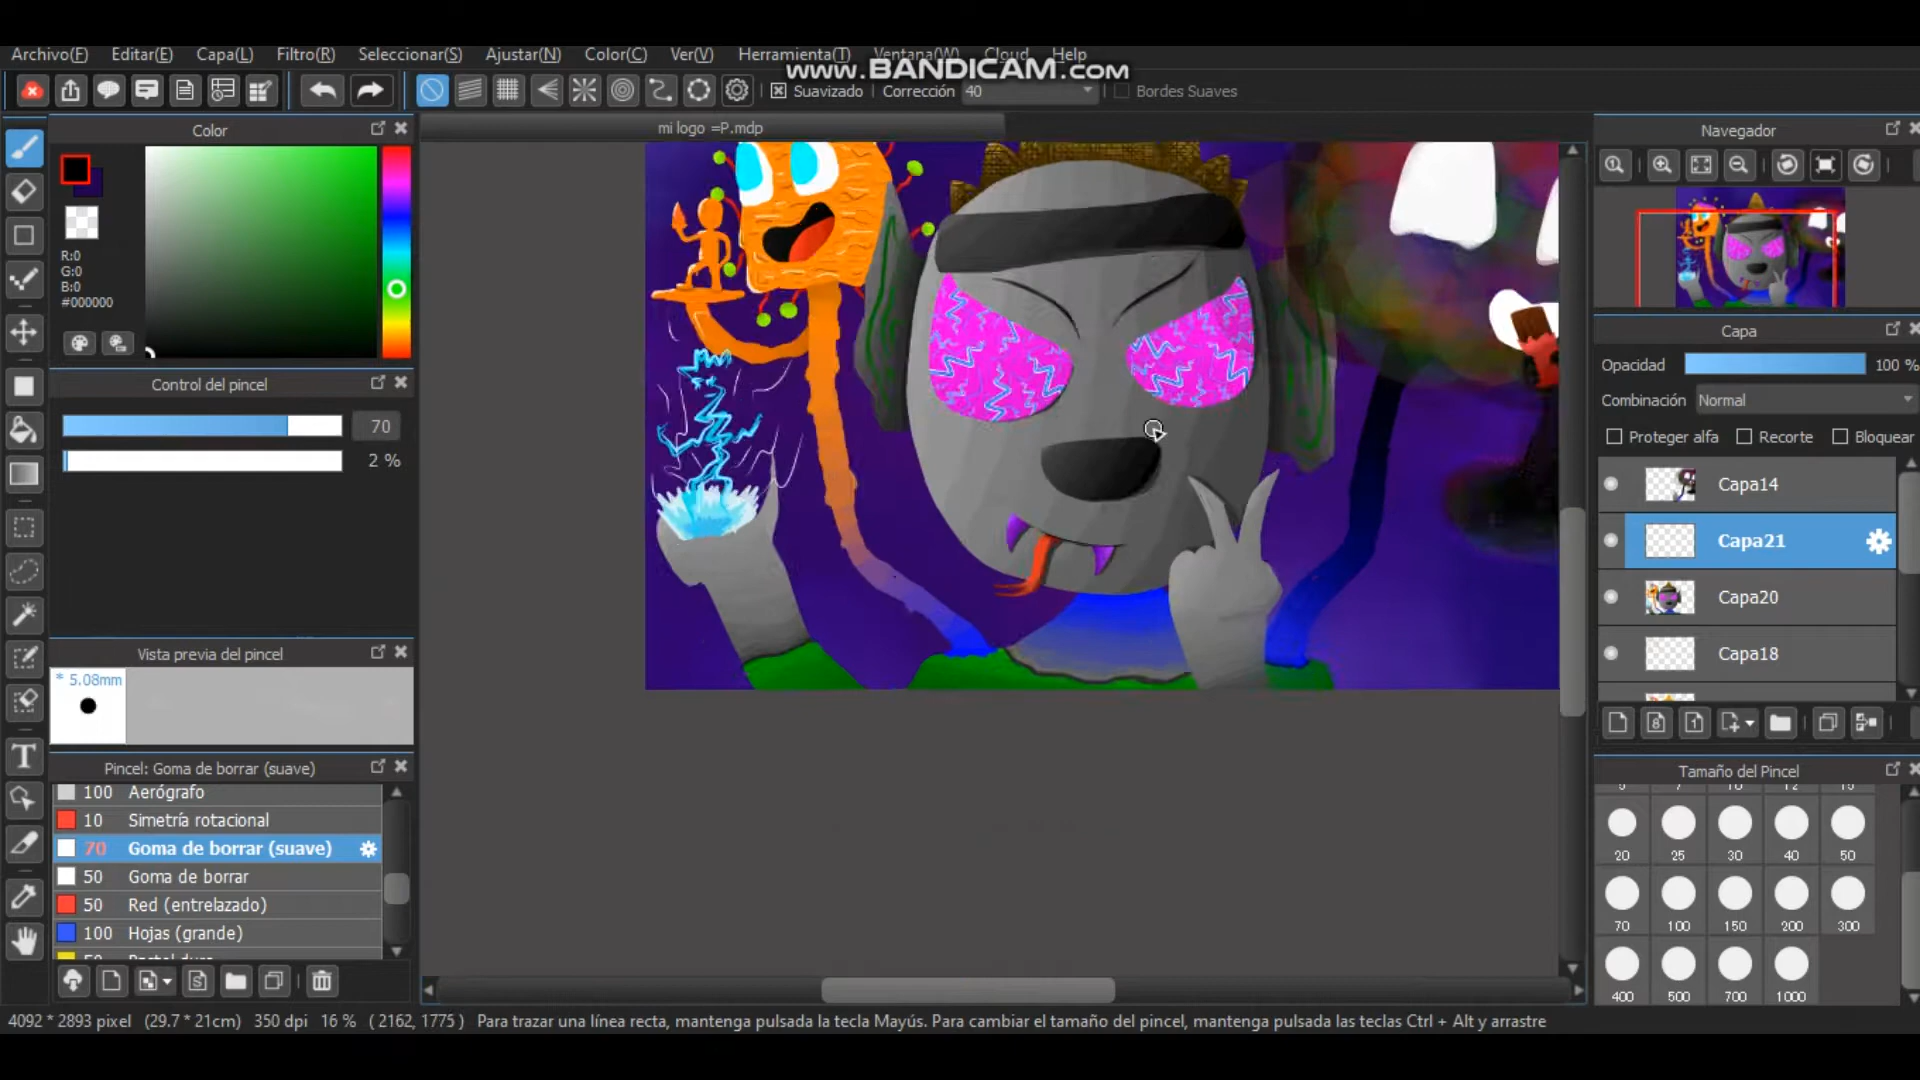 Archivo(F) Editar(E) Capa(L) Filtro(R) Seleccionar(S) Ajustar(N) Color(C) Ver(V) Herramienta(T) Ventana(W) Cloud Help
www.BANDICAM.com
Suavizado Corrección 40 Bordes Suaves
Color
mi logo =P.mdp
Navegador
R:0
G:0
B:0
#000000
Control del pincel
70
2 %
Capa
Opacidad 100 %
Combinación Normal
Proteger alfa Recorte Bloquear
Capa14
Capa21
Capa20
Capa18
Vista previa del pincel
* 5.08mm
Pincel: Goma de borrar (suave)
100 Aerógrafo
10 Simetría rotacional
70 Goma de borrar (suave)
50 Goma de borrar
50 Red (entrelazado)
100 Hojas (grande)
Tamaño del Pincel
20 25 30 40 50
70 100 150 200 300
400 500 700 1000
4092 * 2893 pixel (29.7 * 21cm) 350 dpi 16 % ( 2162, 1775 ) Para trazar una línea recta, mantenga pulsada la tecla Mayús. Para cambiar el tamaño del pincel, mantenga pulsada las teclas Ctrl + Alt y arrastre